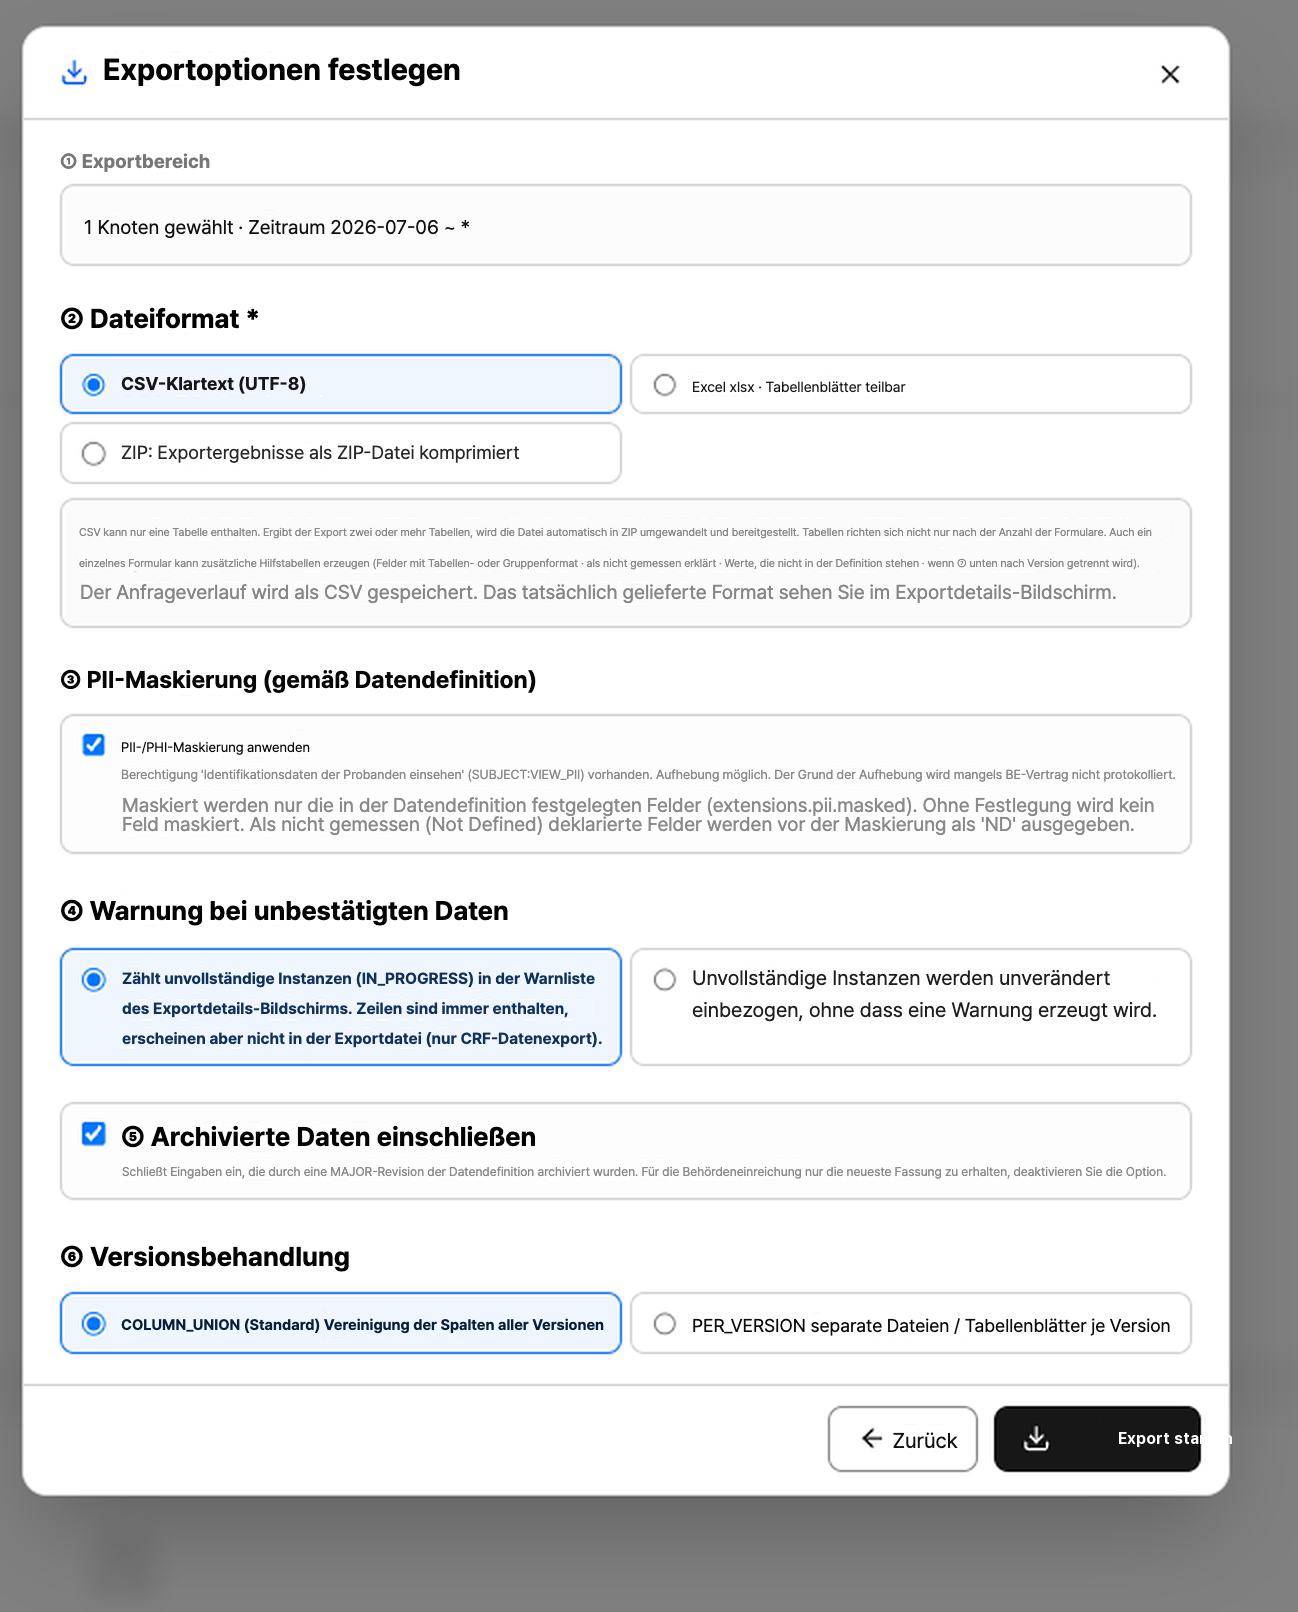 Exportoptionen festlegen
① Exportbereich
1 Knoten gewählt · Zeitraum 2026-07-06 ~ *
② Dateiformat *
CSV-Klartext (UTF-8)
Excel xlsx · Tabellenblätter teilbar
ZIP: Exportergebnisse als ZIP-Datei komprimiert
CSV kann nur eine Tabelle enthalten. Ergibt der Export zwei oder mehr Tabellen, wird die Datei automatisch in ZIP umgewandelt und bereitgestellt. Tabellen richten sich nicht nur nach der Anzahl der Formulare. Auch ein
einzelnes Formular kann zusätzliche Hilfstabellen erzeugen (Felder mit Tabellen- oder Gruppenformat · als nicht gemessen erklärt · Werte, die nicht in der Definition stehen · wenn ⑦ unten nach Version getrennt wird).
Der Anfrageverlauf wird als CSV gespeichert. Das tatsächlich gelieferte Format sehen Sie im Exportdetails-Bildschirm.
③ PII-Maskierung (gemäß Datendefinition)
PII-/PHI-Maskierung anwenden
Berechtigung 'Identifikationsdaten der Probanden einsehen' (SUBJECT:VIEW_PII) vorhanden. Aufhebung möglich. Der Grund der Aufhebung wird mangels BE-Vertrag nicht protokolliert.
Maskiert werden nur die in der Datendefinition festgelegten Felder (extensions.pii.masked). Ohne Festlegung wird kein
Feld maskiert. Als nicht gemessen (Not Defined) deklarierte Felder werden vor der Maskierung als 'ND' ausgegeben.
④ Warnung bei unbestätigten Daten
Zählt unvollständige Instanzen (IN_PROGRESS) in der Warnliste
des Exportdetails-Bildschirms. Zeilen sind immer enthalten,
erscheinen aber nicht in der Exportdatei (nur CRF-Datenexport).
Unvollständige Instanzen werden unverändert
einbezogen, ohne dass eine Warnung erzeugt wird.
⑤ Archivierte Daten einschließen
Schließt Eingaben ein, die durch eine MAJOR-Revision der Datendefinition archiviert wurden. Für die Behördeneinreichung nur die neueste Fassung zu erhalten, deaktivieren Sie die Option.
⑥ Versionsbehandlung
COLUMN_UNION (Standard) Vereinigung der Spalten aller Versionen
PER_VERSION separate Dateien / Tabellenblätter je Version
Zurück
Export